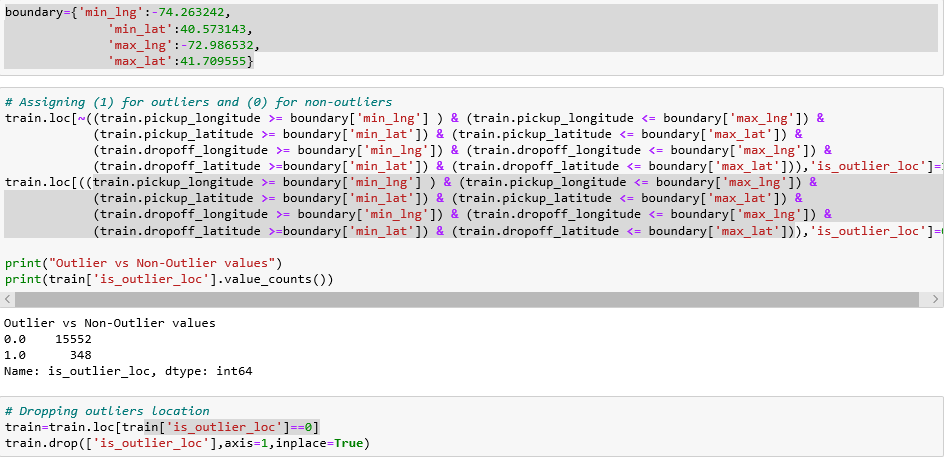 boundary={'min_lng':-74.263242,
'min_lat':40.573143,
'max_lng':-72.986532,
'max_lat':41.709555}
# Assigning (1) for outliers and (0) for non-outliers
train.loc[~((train.pickup_longitude >= boundary['min_lng'] ) & (train.pickup_longitude <= boundary['max_lng']) &
(train.pickup_latitude >= boundary['min_lat']) & (train.pickup_latitude <= boundary['max_lat']) &
(train.dropoff_longitude >= boundary['min_lng']) & (train.dropoff_longitude <= boundary['max_lng']) &
(train.dropoff_latitude >=boundary['min_lat']) & (train.dropoff_latitude <= boundary['max_lat'])),'is_outlier_loc']=
train.loc[((train.pickup_longitude >= boundary['min_lng'] ) & (train.pickup_longitude <= boundary['max_lng']) &
(train.pickup_latitude >= boundary['min_lat']) & (train.pickup_latitude <= boundary['max_lat']) &
(train.dropoff_longitude >= boundary['min_lng']) & (train.dropoff_longitude <= boundary['max_lng']) &
(train.dropoff_latitude >=boundary['min_lat']) & (train.dropoff_latitude <= boundary['max_lat'])),'is_outlier_loc']=
print("Outlier vs Non-Outlier values")
print(train['is_outlier_loc'].value_counts())
Outlier vs Non-Outlier values
0.0    15552
1.0      348
Name: is_outlier_loc, dtype: int64
# Dropping outliers location
train=train.loc[train['is_outlier_loc']==0]
train.drop(['is_outlier_loc'],axis=1,inplace=True)